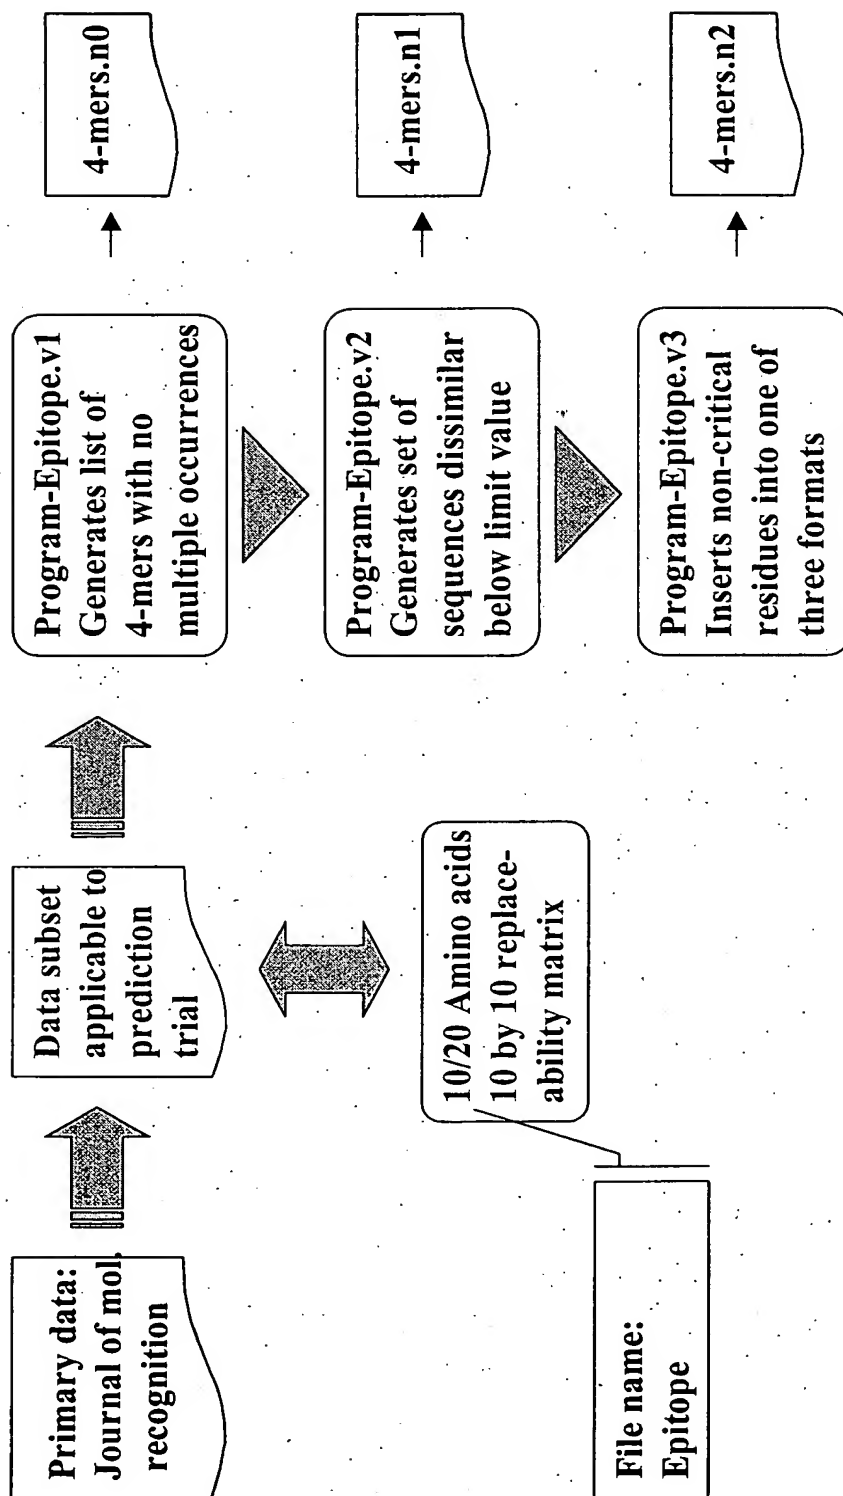 Primary data:
Journal of mol.
recognition
Data subset
applicable to
prediction
trial
Program-Epitope.v1
Generates list of
4-mers with no
multiple occurrences
4-mers.n0
10/20 Amino acids
10 by 10 replace-
ability matrix
Program-Epitope.v2
Generates set of
sequences dissimilar
below limit value
4-mers.n1
File name:
Epitope
Program-Epitope.v3
Inserts non-critical
residues into one of
three formats
4-mers.n2